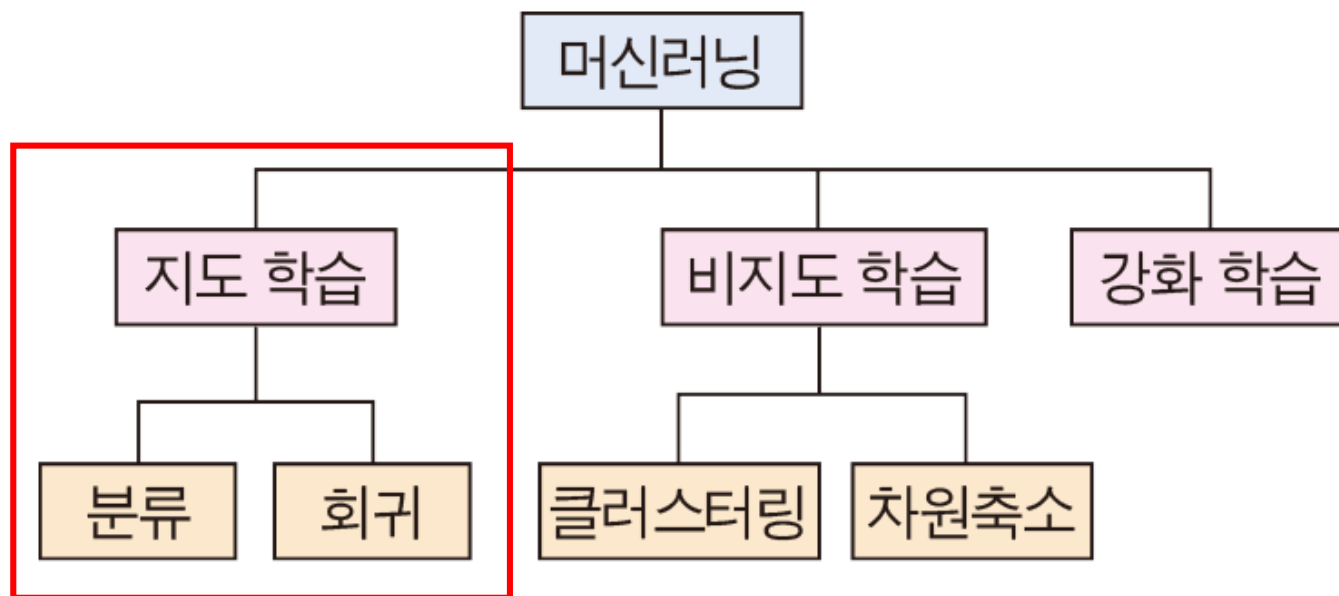 머신러닝
지도 학습
비지도 학습
강화 학습
분류
회귀
클러스터링
차원축소